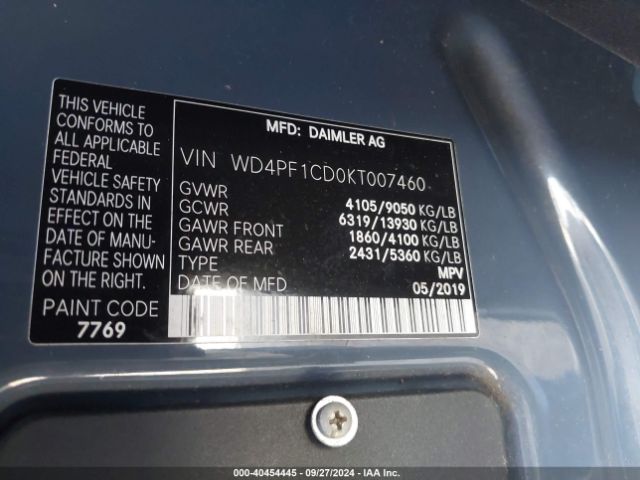 THIS VEHICLE
CONFORMS TO
ALL APPLICABLE
FEDERAL
VEHICLE SAFETY
STANDARDS IN
EFFECT ON THE
DATE OF MANU-
FACTURE SHOWN
ON THE RIGHT.
PAINT CODE
7769
MFD: DAIMLER AG
VIN WD4PF1CD0KT007460
GVWR 4105/9050 KG/LB
GCWR 6319/13930 KG/LB
GAWR FRONT 1860/4100 KG/LB
GAWR REAR 2431/5360 KG/LB
TYPE MPV
DATE OF MFD 05/2019
000-40454445 - 09/27/2024 - IAA Inc.